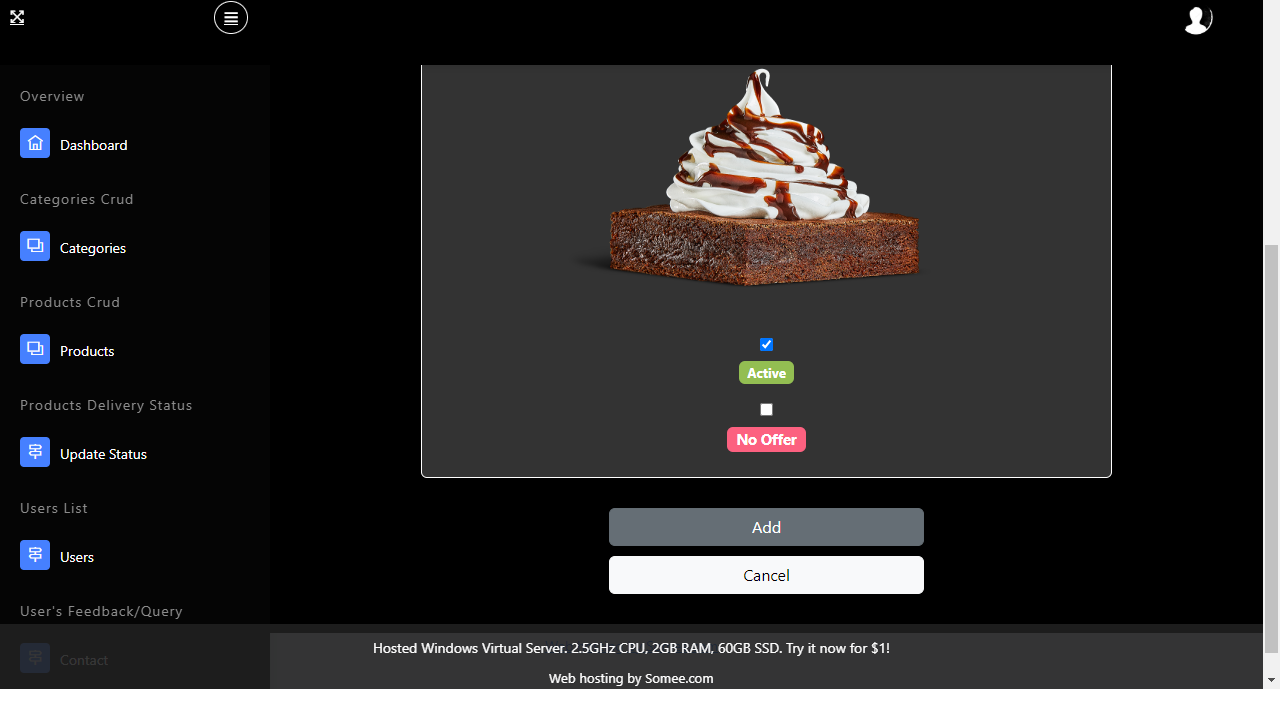 Overview
Dashboard
Categories Crud
Categories
Products Crud
Products
Products Delivery Status
Update Status
Users List
Users
User's Feedback/Query
Contact
Active
No Offer
Add
Cancel
Hosted Windows Virtual Server. 2.5GHz CPU, 2GB RAM, 60GB SSD. Try it now for $1!
Web hosting by Somee.com